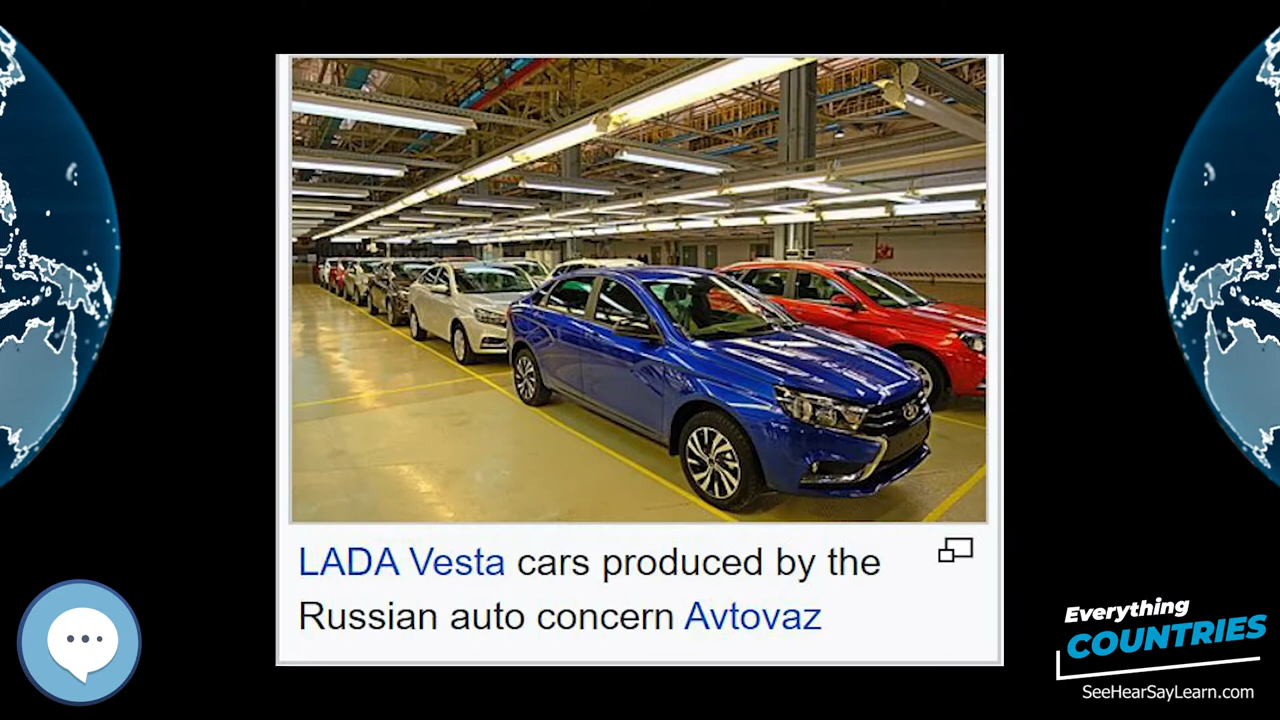 LADA Vesta cars produced by the
Russian auto concern Avtovaz
Everything
COUNTRIES
SeeHearSayLearn.com